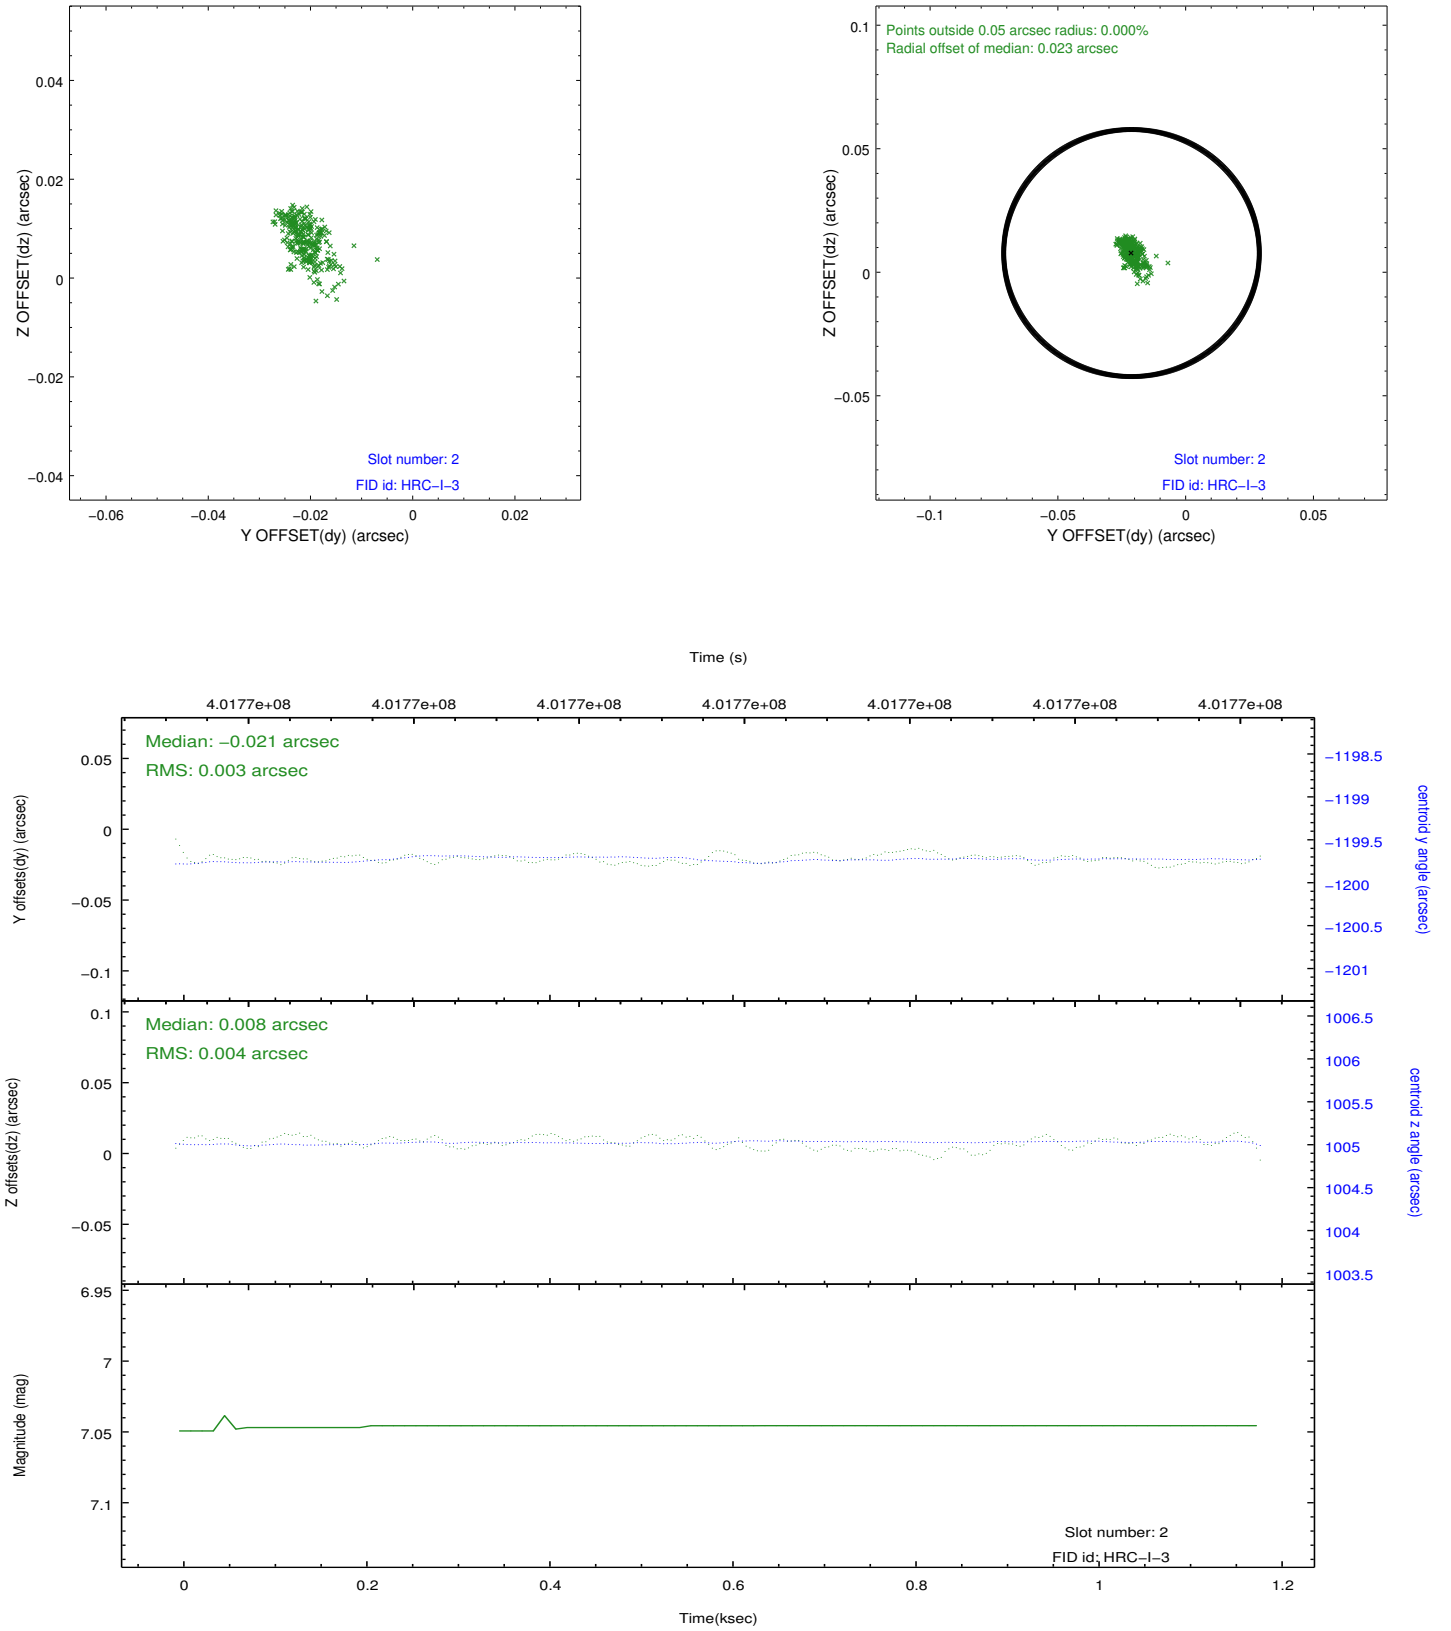 0.04
0.02
0
−0.02
−0.04
−0.06
−0.04
−0.02
0
0.02
Z OFFSET(dz) (arcsec)
Y OFFSET(dy) (arcsec)
Slot number: 2
FID id: HRC−I−3
Points outside 0.05 arcsec radius: 0.000%
Radial offset of median: 0.023 arcsec
0.1
0.05
0
−0.05
−0.1
−0.05
0
0.05
Z OFFSET(dz) (arcsec)
Y OFFSET(dy) (arcsec)
Slot number: 2
FID id: HRC−I−3
Time (s)
4.0177e+08 4.0177e+08 4.0177e+08 4.0177e+08 4.0177e+08 4.0177e+08 4.0177e+08
Median: −0.021 arcsec
RMS: 0.003 arcsec
0.05
0
−0.05
−0.1
Y offsets(dy) (arcsec)
−1198.5
−1199
−1199.5
−1200
−1200.5
−1201
centroid y angle (arcsec)
Median: 0.008 arcsec
RMS: 0.004 arcsec
0.1
0.05
0
−0.05
Z offsets(dz) (arcsec)
1006.5
1006
1005.5
1005
1004.5
1004
1003.5
centroid z angle (arcsec)
6.95
7
7.05
7.1
Magnitude (mag)
Slot number: 2
FID id: HRC−I−3
0 0.2 0.4 0.6 0.8 1 1.2
Time(ksec)